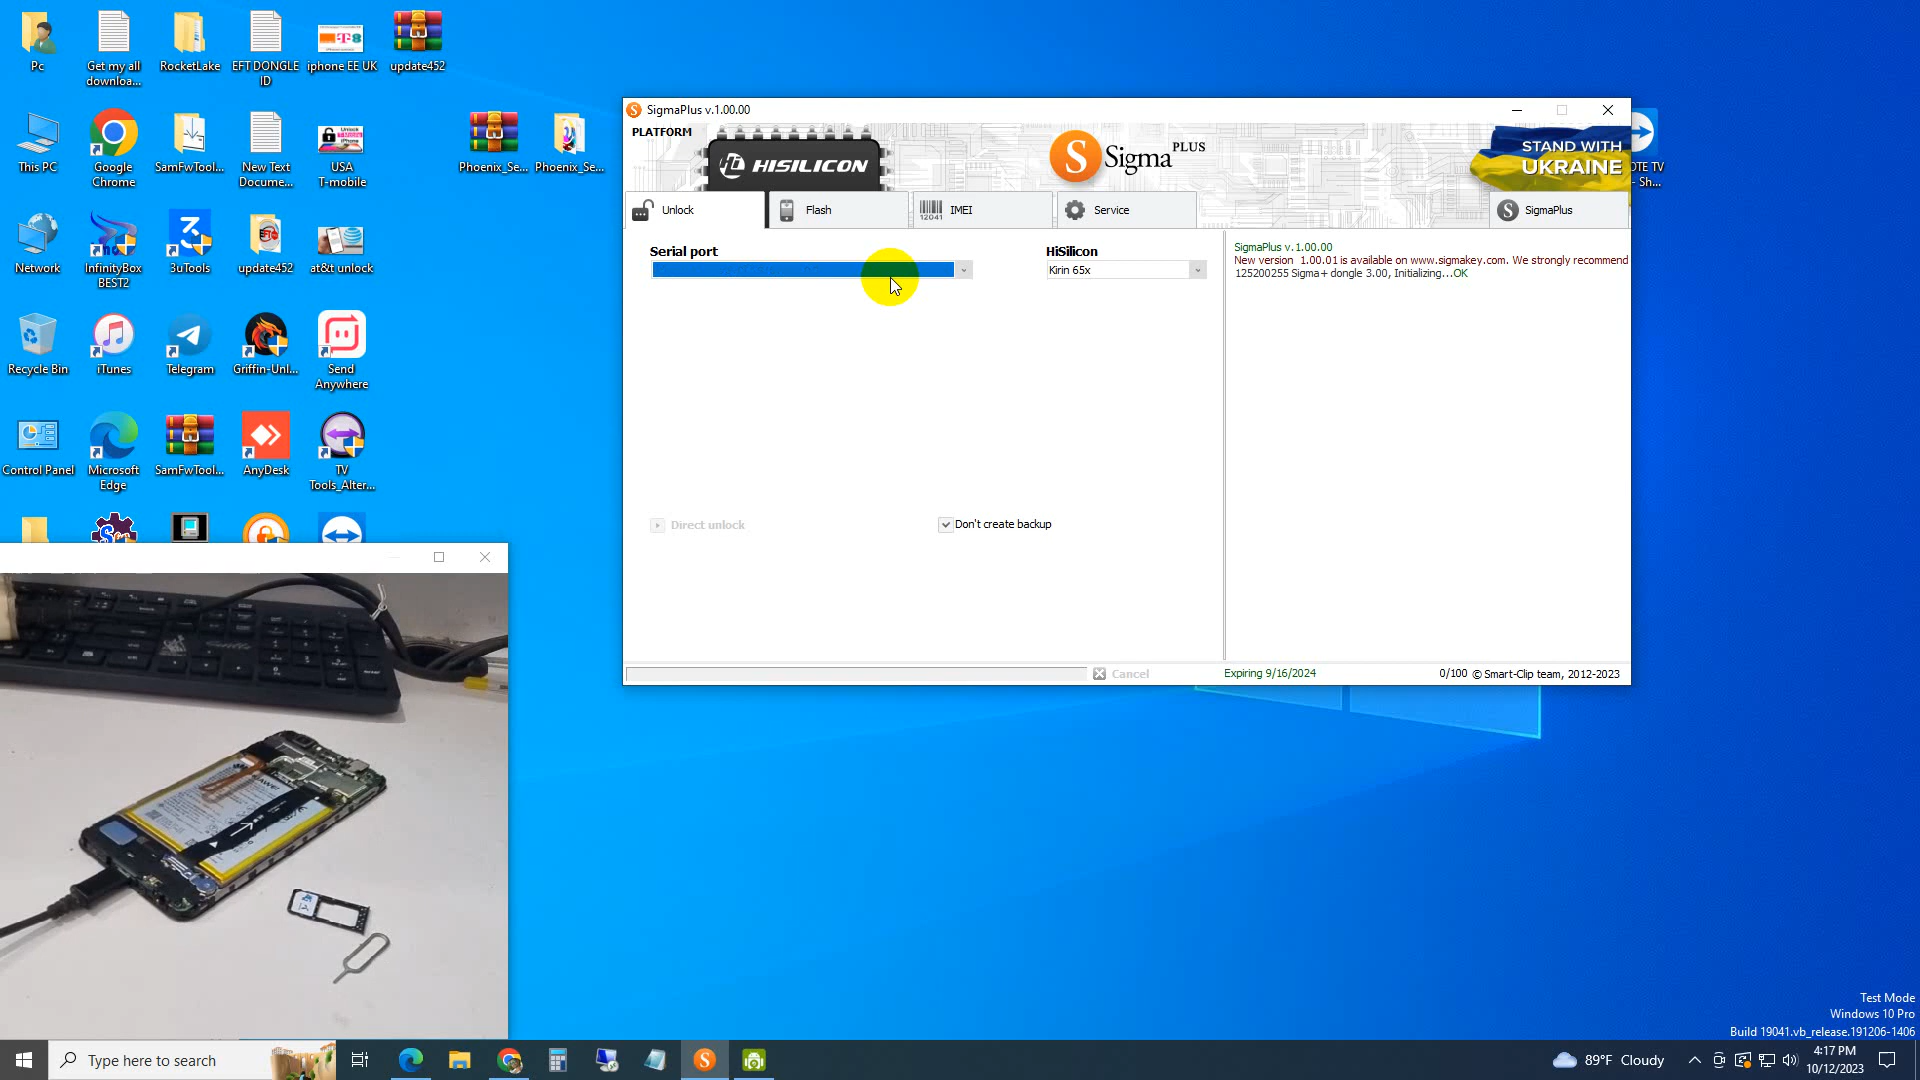 Pc
Get my all
downloa...
RocketLake
EFT DONGLE
ID
iphone EE UK
update452
This PC
Google
Chrome
SamFwTool...
New Text
Docume...
USA
T-mobile
Phoenix_Se...
Phoenix_Se...
Network
InfinityBox
BEST2
3uTools
update452
at&t unlock
Recycle Bin
iTunes
Telegram
Griffin-Unl...
Send
Anywhere
Control Panel
Microsoft
Edge
SamFwTool...
AnyDesk
TV
Tools_Alter...
SigmaPlus v.1.00.00
PLATFORM
HISILICON
Sigma PLUS
STAND WITH
UKRAINE
OTE TV
- Sh...
Unlock
Flash
IMEI
Service
SigmaPlus
Serial port
HiSilicon
Kirin 65x
SigmaPlus v.1.00.00
New version 1.00.01 is available on www.sigmakey.com. We strongly recommend
125200255 Sigma+ dongle 3.00, Initializing...OK
Direct unlock
Don't create backup
Cancel
Expiring 9/16/2024
0/100
© Smart-Clip team, 2012-2023
Test Mode
Windows 10 Pro
Build 19041.vb_release.191206-1406
Type here to search
89°F Cloudy
4:17 PM
10/12/2023